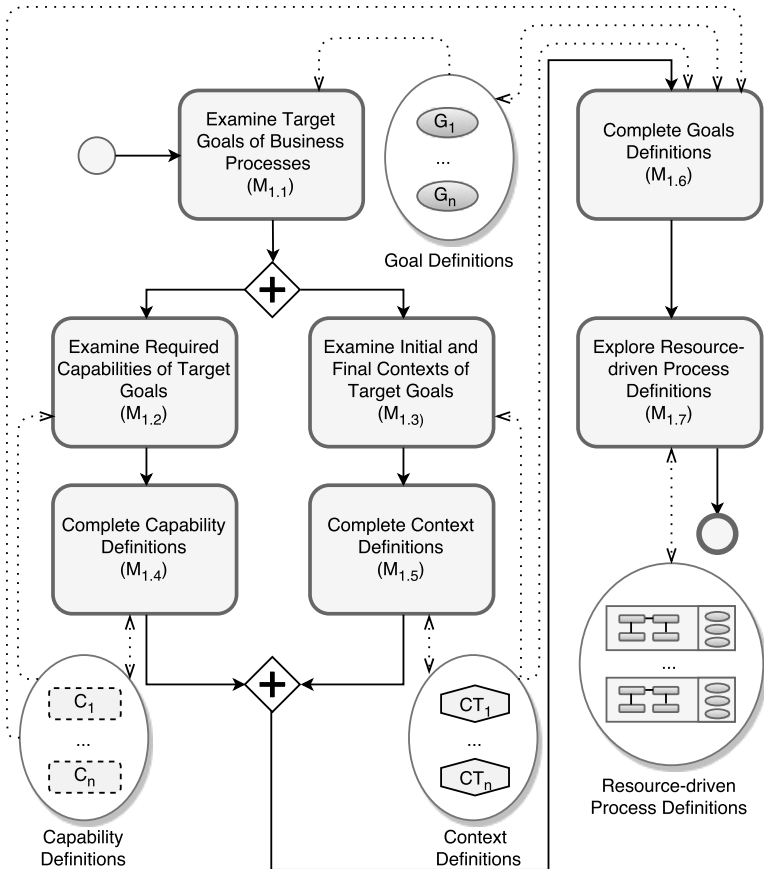 Examine Target
Goals of Business
Processes
(M1.1)
G1
...
Gn
Goal Definitions
Complete Goals
Definitions
(M1.6)
Examine Required
Capabilities of Target
Goals
(M1.2)
Examine Initial and
Final Contexts of
Target Goals
(M1.3)
Explore Resource-
driven Process
Definitions
(M1.7)
Complete Capability
Definitions
(M1.4)
Complete Context
Definitions
(M1.5)
C1
...
Cn
Capability
Definitions
CT1
...
CTn
Context
Definitions
...
Resource-driven
Process Definitions